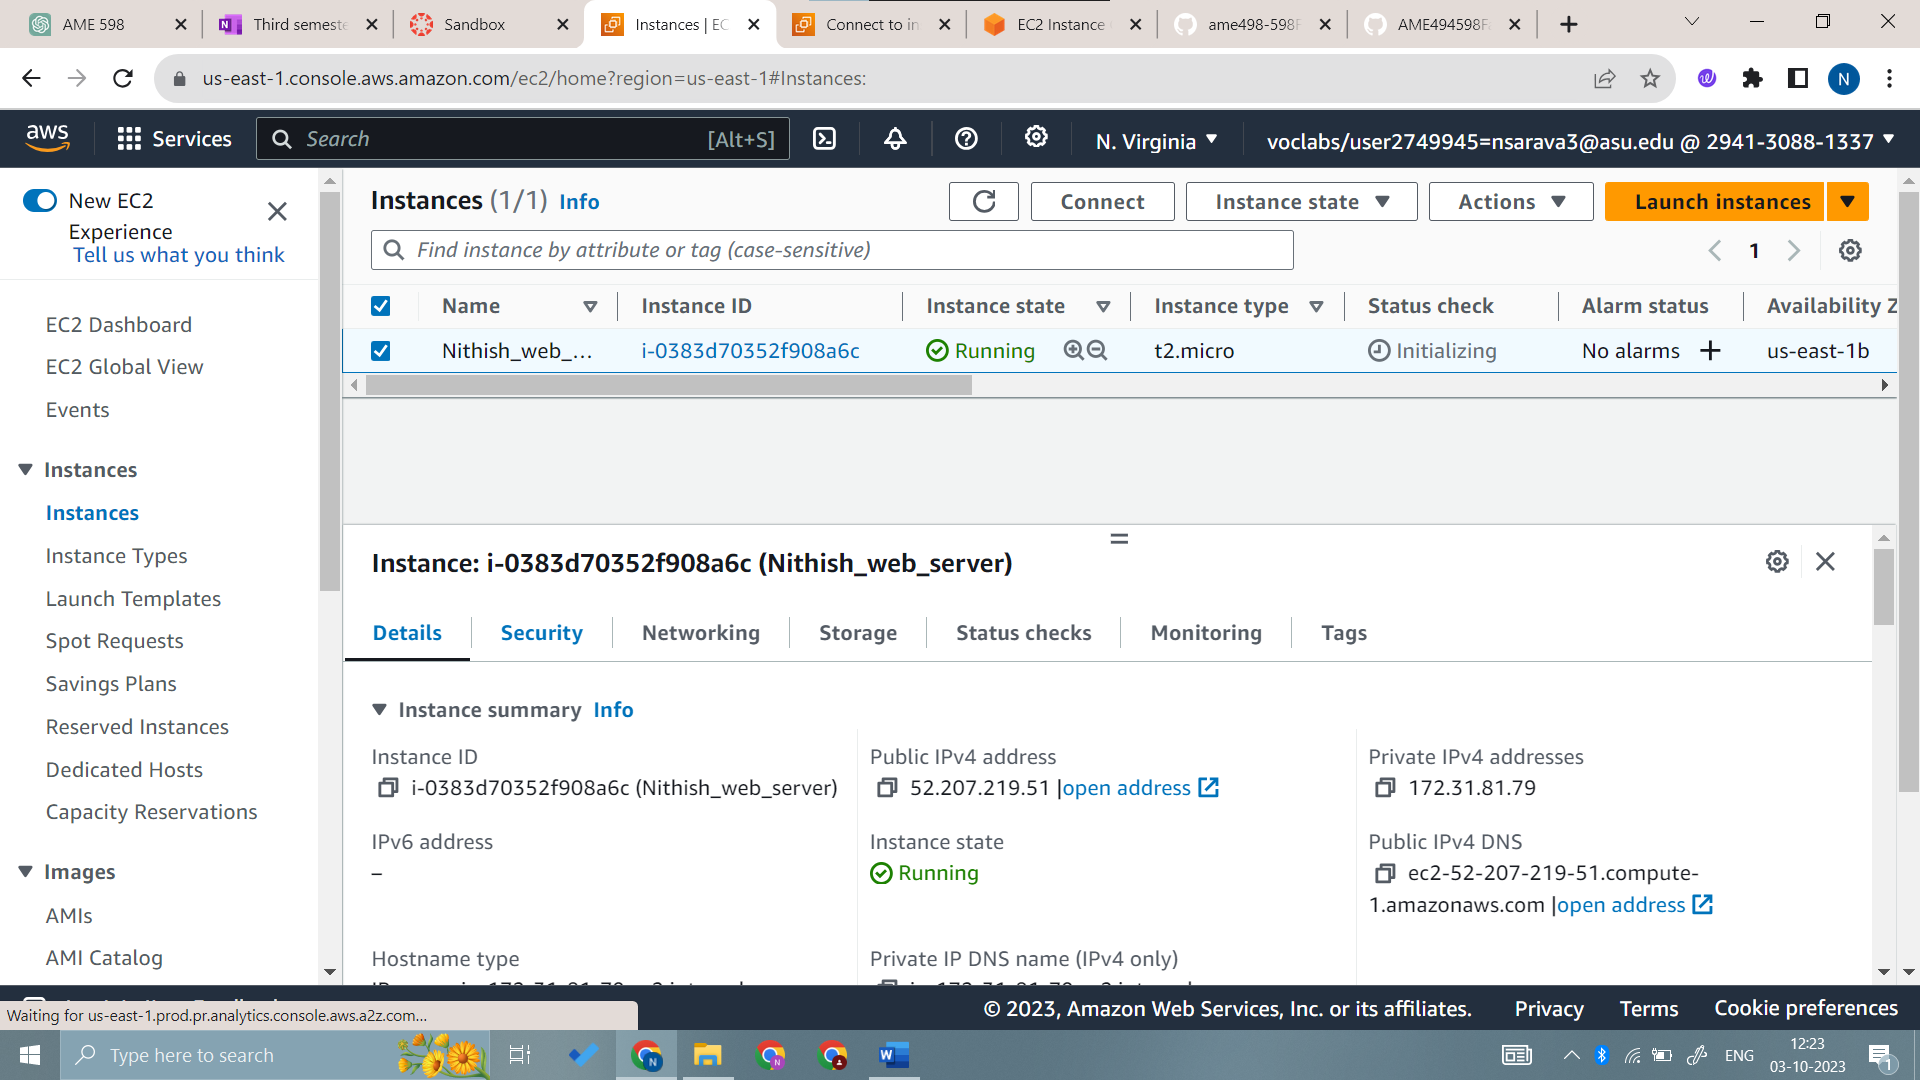 AME 598
Third semeste
Sandbox
Instances | EC
Connect to in
EC2 Instance
ame498-598F
AME494598F
us-east-1.console.aws.amazon.com/ec2/home?region=us-east-1#Instances:
N
aws
Services
Search
[Alt+S]
N. Virginia
voclabs/user2749945=nsarava3@asu.edu @ 2941-3088-1337
New EC2
Experience
Tell us what you think
EC2 Dashboard
EC2 Global View
Events
Instances
Instances
Instance Types
Launch Templates
Spot Requests
Savings Plans
Reserved Instances
Dedicated Hosts
Capacity Reservations
Images
AMIs
AMI Catalog
Instances (1/1) Info
Connect
Instance state
Actions
Launch instances
Find instance by attribute or tag (case-sensitive)
1
Name
Instance ID
Instance state
Instance type
Status check
Alarm status
Availability Z
Nithish_web_...
i-0383d70352f908a6c
Running
t2.micro
Initializing
No alarms
us-east-1b
Instance: i-0383d70352f908a6c (Nithish_web_server)
Details
Security
Networking
Storage
Status checks
Monitoring
Tags
Instance summary Info
Instance ID
i-0383d70352f908a6c (Nithish_web_server)
Public IPv4 address
52.207.219.51 |open address
Private IPv4 addresses
172.31.81.79
IPv6 address
–
Instance state
Running
Public IPv4 DNS
ec2-52-207-219-51.compute-
1.amazonaws.com |open address
Hostname type
Private IP DNS name (IPv4 only)
© 2023, Amazon Web Services, Inc. or its affiliates.
Privacy
Terms
Cookie preferences
Waiting for us-east-1.prod.pr.analytics.console.aws.a2z.com...
Type here to search
ENG
12:23
03-10-2023
1